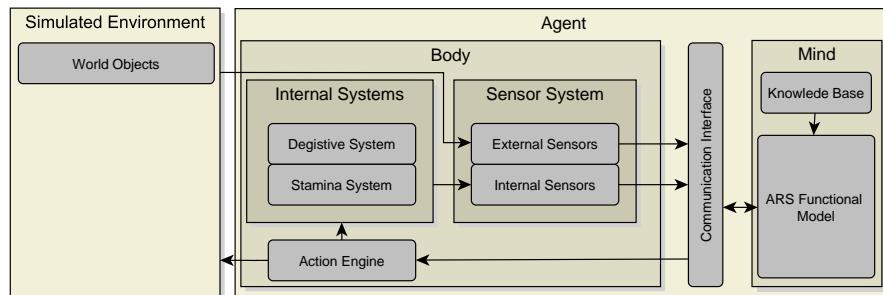 Simulated Environment
World Objects
Agent
Body
Internal Systems
Degistive System
Stamina System
Sensor System
External Sensors
Internal Sensors
Action Engine
Communication Interface
Mind
Knowlede Base
ARS Functional
Model